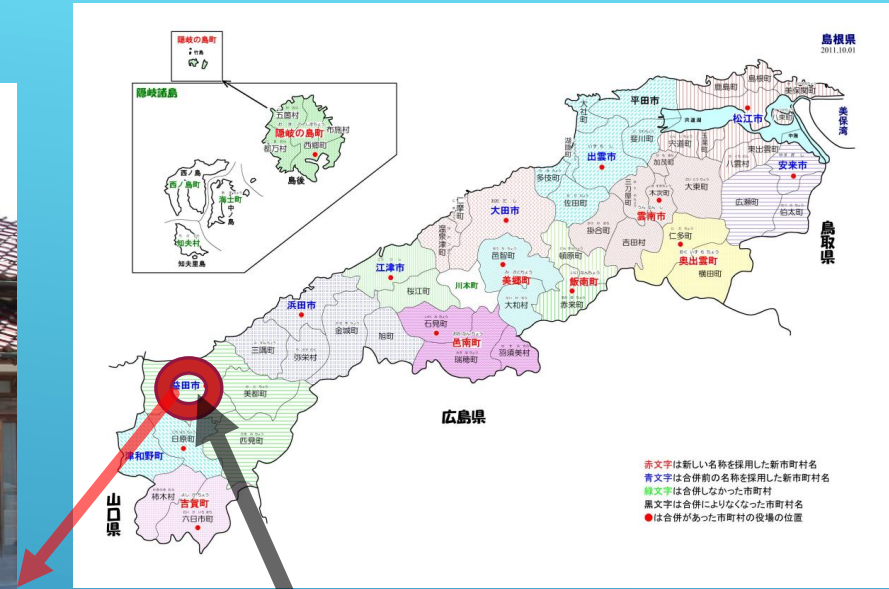 島根県
2011.10.01
隠岐の島町
竹島
隠岐諸島
五箇村
隠岐の島町
布施村
都万村
西郷町
島後
西ノ島
西ノ島町
海士町
中ノ島
知夫村
知夫里島
鹿島町
島根町
美保関町
平田市
大社町
宍道湖
松江市
八束町
美保湾
中海
斐川町
宍道町
玉湯町
東出雲町
湖陵町
出雲市
加茂町
八雲村
安来市
多伎町
佐田町
三刀屋町
木次町
大東町
広瀬町
伯太町
大田市
仁摩町
温泉津町
掛合町
雲南市
吉田村
仁多町
奥出雲町
横田町
鳥取県
頓原町
飯南町
赤来町
邑智町
美郷町
大和村
江津市
桜江町
川本町
浜田市
金城町
旭町
三隅町
弥栄村
石見町
邑南町
瑞穂町
羽須美村
益田市
美都町
匹見町
広島県
日原町
津和野町
柿木村
吉賀町
六日市町
山口県
赤文字は新しい名称を採用した新市町村名
青文字は合併前の名称を採用した新市町村名
緑文字は合併しなかった市町村
黒文字は合併によりなくなった市町村名
●は合併があった市町村の役場の位置